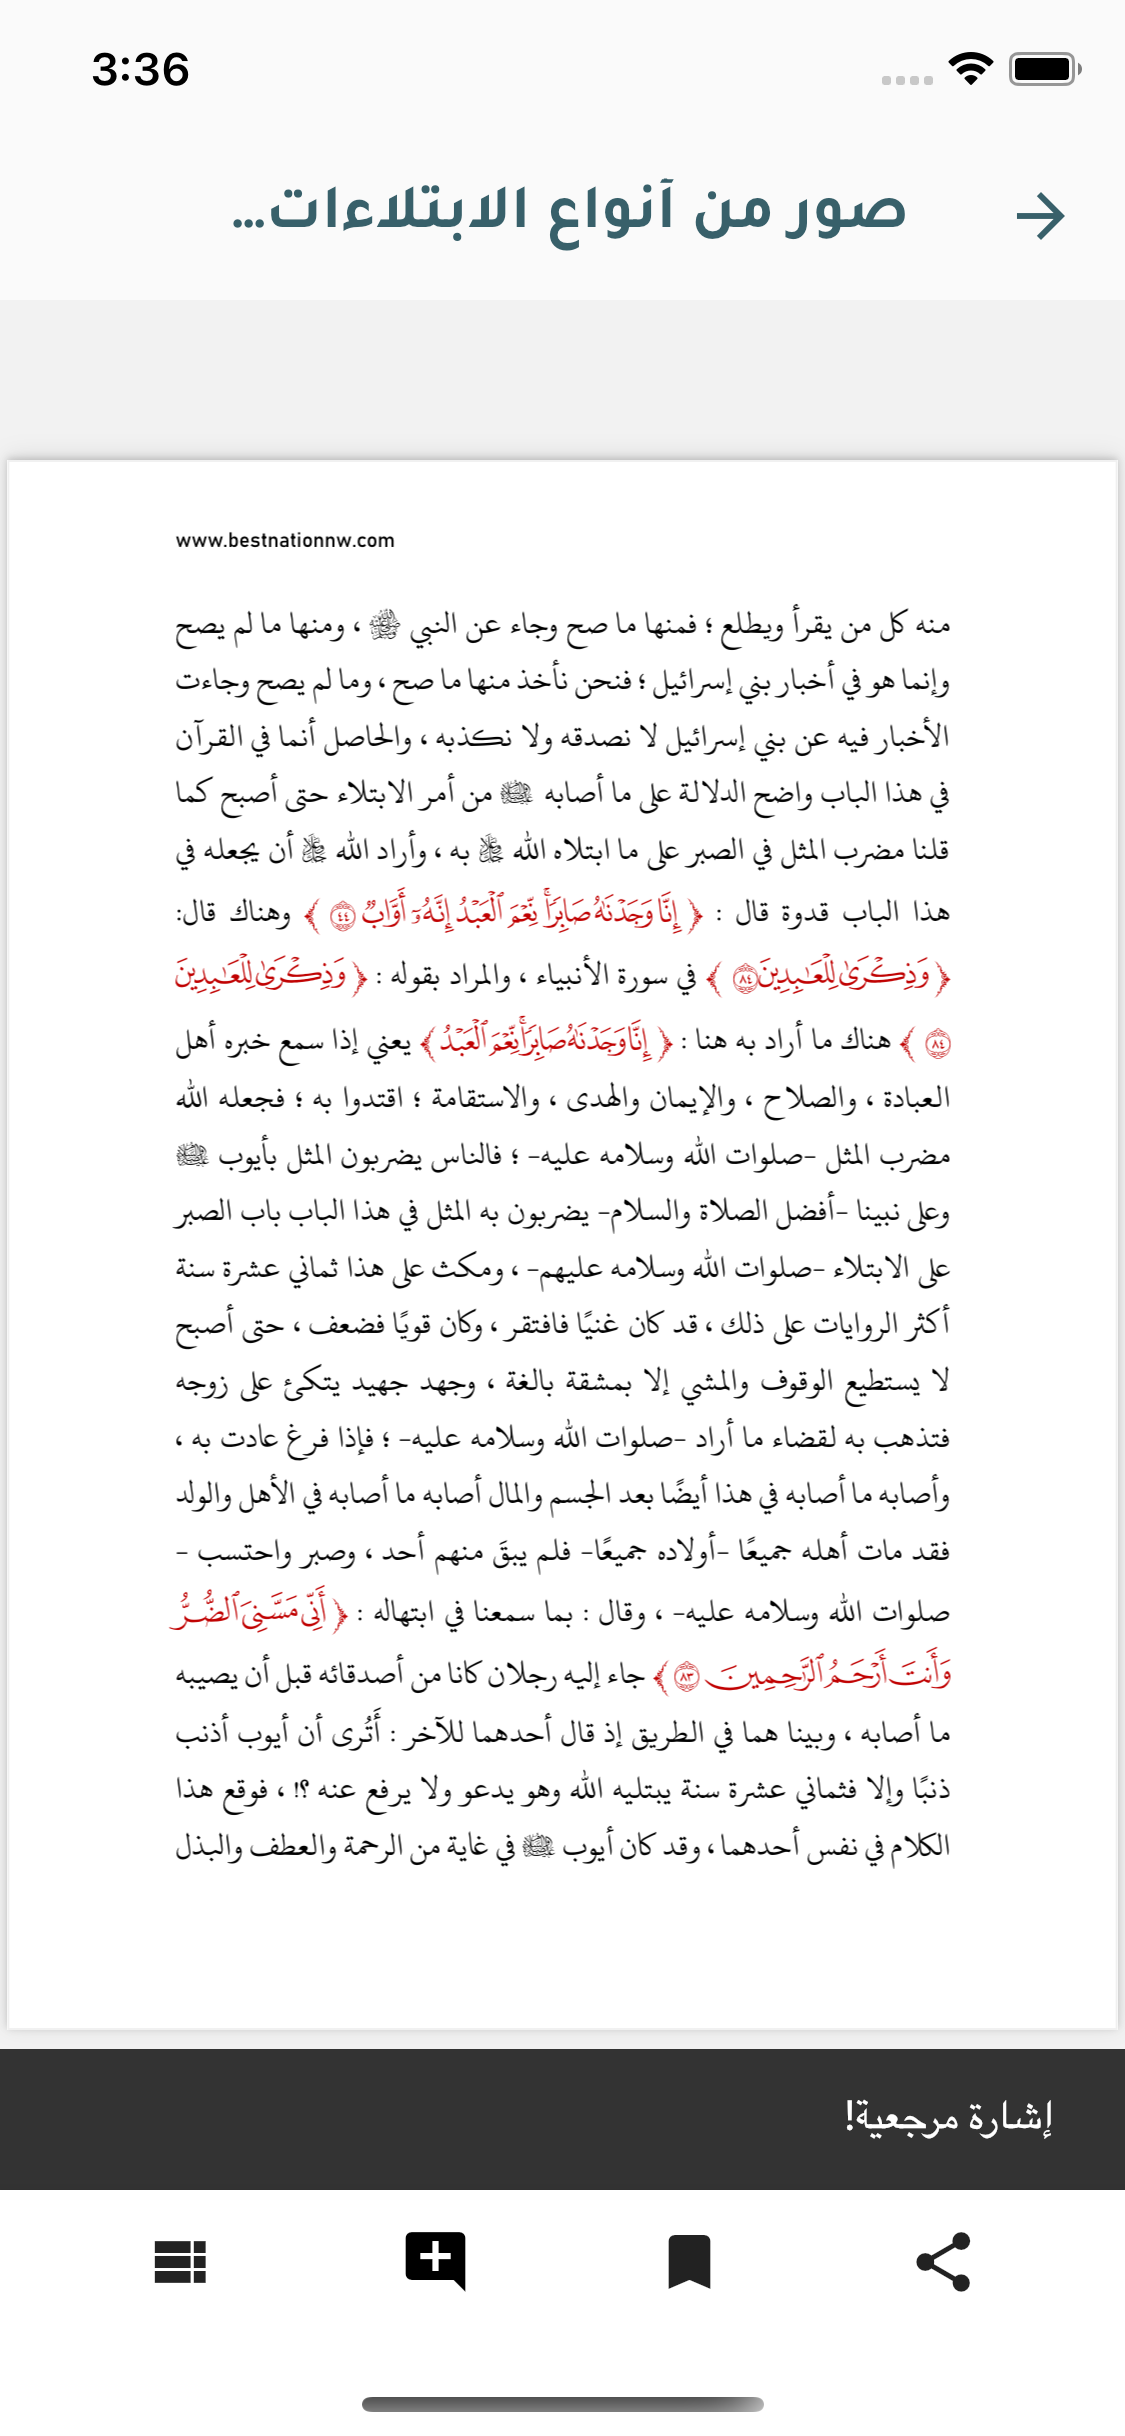 3:36
صور من أنواع الابتلاءات...
www.bestnationnw.com
منه كل من يقرأ ويطلع ؛ فمنها ما صح وجاء عن النبي ﷺ ، ومنها ما لم يصح
وإنما هو في أخبار بني إسرائيل ؛ فنحن نأخذ منها ما صح ، وما لم يصح وجاءت
الأخبار فيه عن بني إسرائيل لا نصدقه ولا نكذبه ، والحاصل أنما في القرآن
في هذا الباب واضح الدلالة على ما أصابه من أمر الابتلاء حتى أصبح كما
قلنا مضرب المثل في الصبر على ما ابتلاه الله ﷻ به ، وأراد الله ﷻ أن يجعله في
هذا الباب قدوة قال : ﴿ إِنَّا وَجَدْنَٰهُ صَابِرًاۚ نِّعْمَ ٱلْعَبْدُ إِنَّهُۥٓ أَوَّابٌ ٤٤ ﴾ وهناك قال:
﴿ وَذِكْرَىٰ لِلْعَٰبِدِينَ ٨٤ ﴾ في سورة الأنبياء ، والمراد بقوله : ﴿ وَذِكْرَىٰ لِلْعَٰبِدِينَ
٨٤ ﴾ هناك ما أراد به هنا : ﴿ إِنَّا وَجَدْنَٰهُ صَابِرًاۚ نِّعْمَ ٱلْعَبْدُ ﴾ يعني إذا سمع خبره أهل
العبادة ، والصلاح ، والإيمان والهدى ، والاستقامة ؛ اقتدوا به ؛ فجعله الله
مضرب المثل -صلوات الله وسلامه عليه- ؛ فالناس يضربون المثل بأيوب
وعلى نبينا -أفضل الصلاة والسلام- يضربون به المثل في هذا الباب باب الصبر
على الابتلاء -صلوات الله وسلامه عليهم- ، ومكث على هذا ثماني عشرة سنة
أكثر الروايات على ذلك ، قد كان غنيًا فافتقر ، وكان قويًا فضعف ، حتى أصبح
لا يستطيع الوقوف والمشي إلا بمشقة بالغة ، وجهد جهيد يتكئ على زوجه
فتذهب به لقضاء ما أراد -صلوات الله وسلامه عليه- ؛ فإذا فرغ عادت به ،
وأصابه ما أصابه في هذا أيضًا بعد الجسم والمال أصابه ما أصابه في الأهل والولد
فقد مات أهله جميعًا -أولاده جميعًا- فلم يبقَ منهم أحد ، وصبر واحتسب -
صلوات الله وسلامه عليه- ، وقال : بما سمعنا في ابتهاله : ﴿ أَنِّي مَسَّنِيَ ٱلضُّرُّ
وَأَنتَ أَرْحَمُ ٱلرَّٰحِمِينَ ٨٣ ﴾ جاء إليه رجلان كانا من أصدقائه قبل أن يصيبه
ما أصابه ، وبينا هما في الطريق إذ قال أحدهما للآخر : أَتُرى أن أيوب أذنب
ذنبًا وإلا فثماني عشرة سنة يبتليه الله وهو يدعو ولا يرفع عنه ؟! ، فوقع هذا
الكلام في نفس أحدهما ، وقد كان أيوب في غاية من الرحمة والعطف والبذل
إشارة مرجعية!